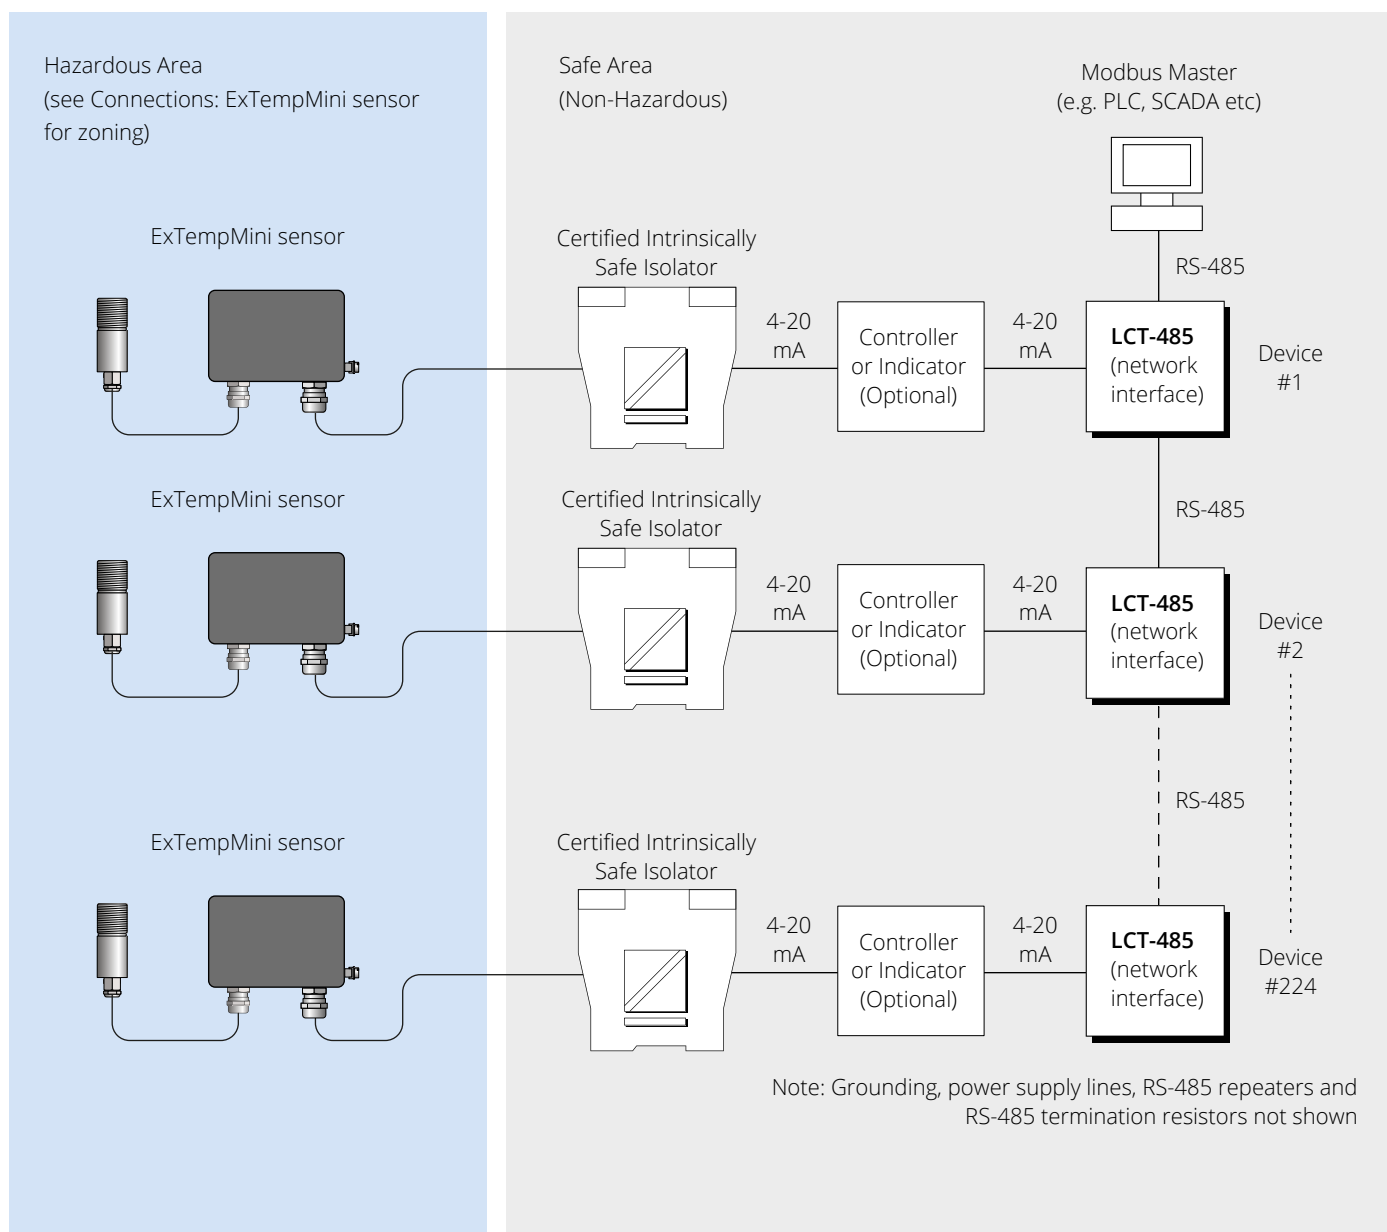 Hazardous Area
(see Connections: ExTempMini sensor
for zoning)
Safe Area
(Non-Hazardous)
Modbus Master
(e.g. PLC, SCADA etc)
RS-485
ExTempMini sensor
Certified Intrinsically
Safe Isolator
4-20
mA
Controller
or Indicator
(Optional)
4-20
mA
LCT-485
(network
interface)
Device
#1
RS-485
ExTempMini sensor
Certified Intrinsically
Safe Isolator
4-20
mA
Controller
or Indicator
(Optional)
4-20
mA
LCT-485
(network
interface)
Device
#2
RS-485
ExTempMini sensor
Certified Intrinsically
Safe Isolator
4-20
mA
Controller
or Indicator
(Optional)
4-20
mA
LCT-485
(network
interface)
Device
#224
Note: Grounding, power supply lines, RS-485 repeaters and
RS-485 termination resistors not shown